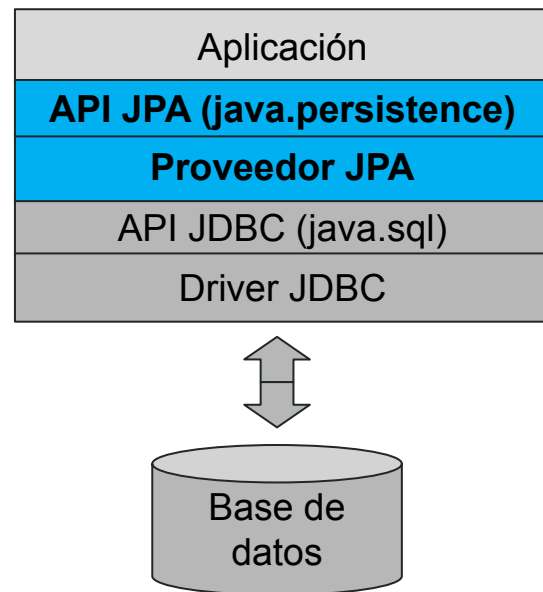 Aplicación
API JPA (java.persistence)
Proveedor JPA
API JDBC (java.sql)
Driver JDBC
Base de
datos